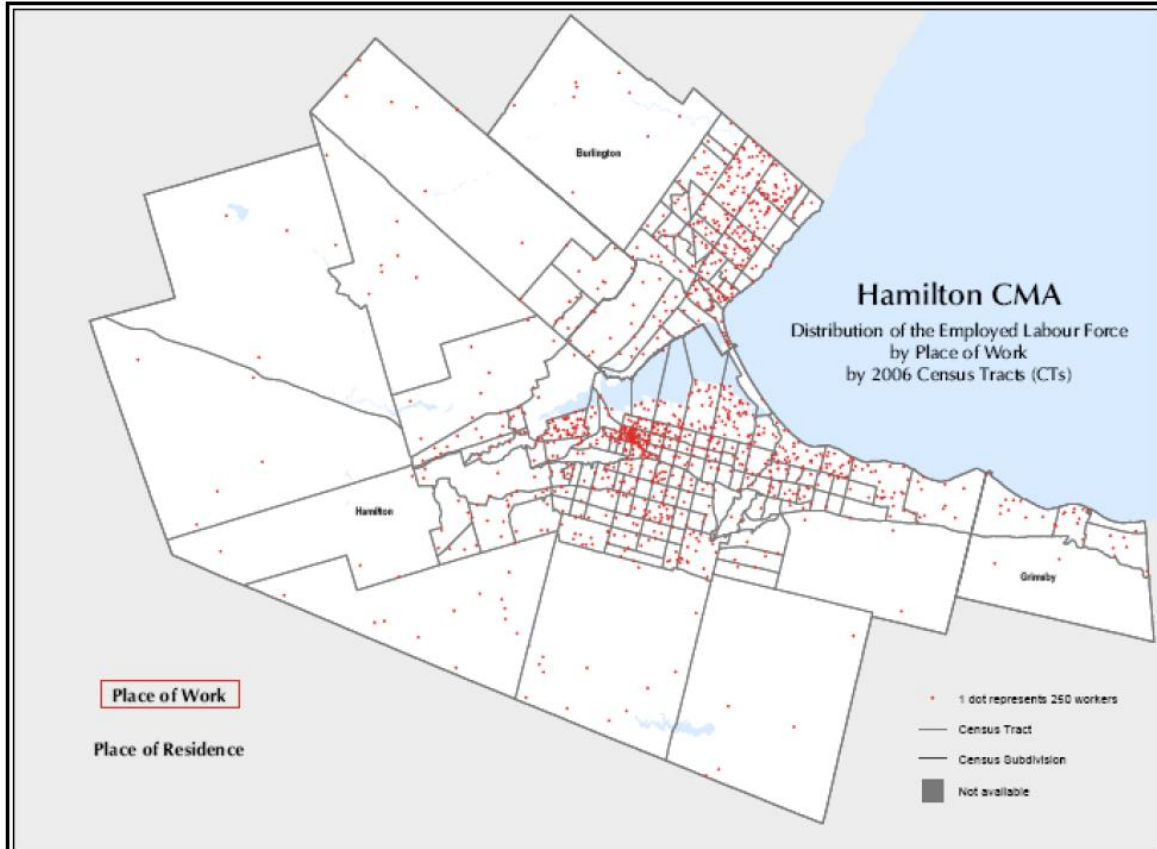 Burlington
Hamilton CMA
Distribution of the Employed Labour Force
by Place of Work
by 2006 Census Tracts (CTs)
Hamilton
Grimsby
Place of Work
Place of Residence
1 dot represents 250 workers
Census Tract
Census Subdivision
Not available